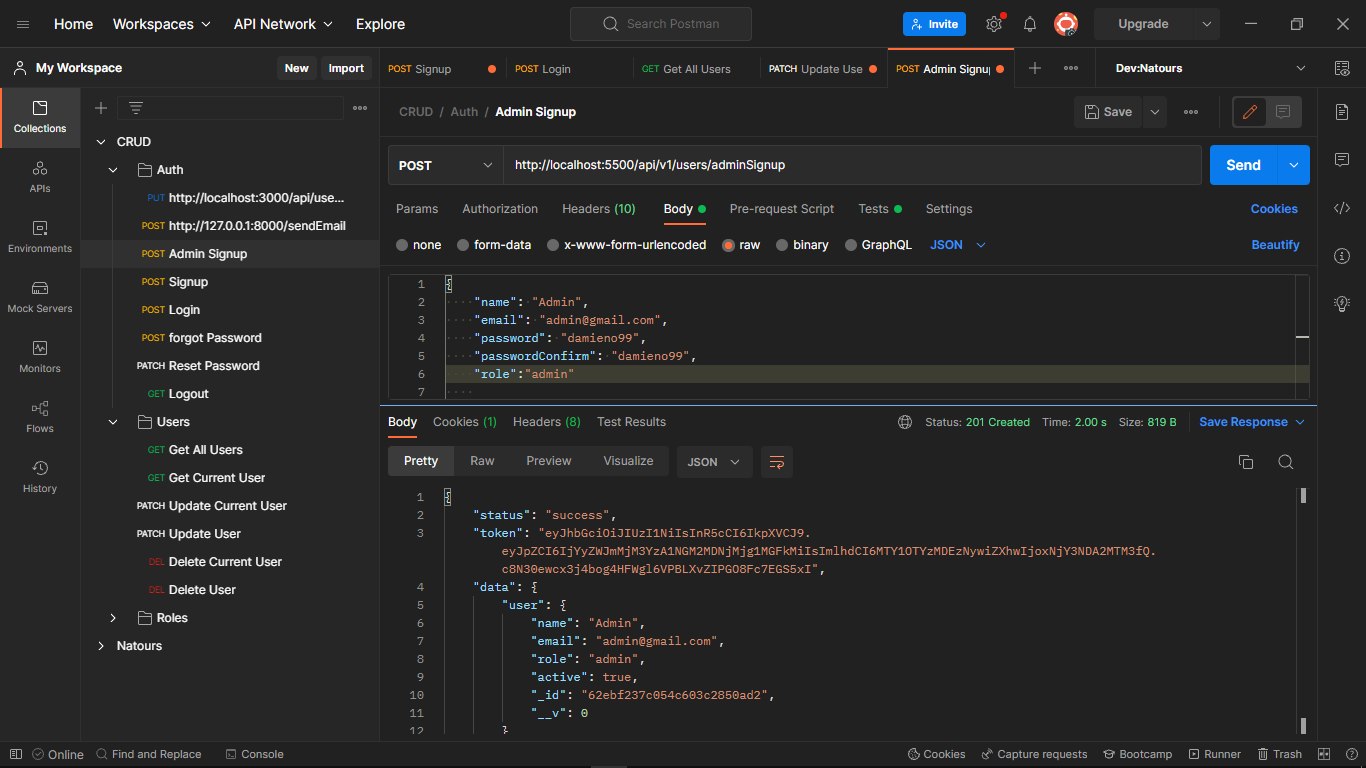 Home Workspaces API Network Explore Search Postman Invite Upgrade
My Workspace New Import POST Signup POST Login GET Get All Users PATCH Update Use POST Admin Signup Dev:Natours
Collections
APIs
Environments
Mock Servers
Monitors
Flows
History
CRUD
Auth
PUT http://localhost:3000/api/use...
POST http://127.0.0.1:8000/sendEmail
POST Admin Signup
POST Signup
POST Login
POST forgot Password
PATCH Reset Password
GET Logout
Users
GET Get All Users
GET Get Current User
PATCH Update Current User
PATCH Update User
DEL Delete Current User
DEL Delete User
Roles
Natours
CRUD / Auth / Admin Signup Save
POST http://localhost:5500/api/v1/users/adminSignup Send
Params Authorization Headers (10) Body Pre-request Script Tests Settings Cookies
none form-data x-www-form-urlencoded raw binary GraphQL JSON Beautify
1 {
2 "name": "Admin",
3 "email": "admin@gmail.com",
4 "password": "damieno99",
5 "passwordConfirm": "damieno99",
6 "role":"admin"
7
Body Cookies (1) Headers (8) Test Results Status: 201 Created Time: 2.00 s Size: 819 B Save Response
Pretty Raw Preview Visualize JSON
1 {
2 "status": "success",
3 "token": "eyJhbGciOiJIUzI1NiIsInR5cCI6IkpXVCJ9.
eyJpZCI6IjYyZWJmMjM3YzA1NGM2MDNjMjg1MGFkMiIsImlhdCI6MTY1OTYzMDEzNywiZXhwIjoxNjY3NDA2MTM3fQ.
c8N30ewcx3j4bog4HFWgl6VPBLXvZIPGO8Fc7EGS5xI",
4 "data": {
5 "user": {
6 "name": "Admin",
7 "email": "admin@gmail.com",
8 "role": "admin",
9 "active": true,
10 "_id": "62ebf237c054c603c2850ad2",
11 "__v": 0
12 }
Online Find and Replace Console Cookies Capture requests Bootcamp Runner Trash